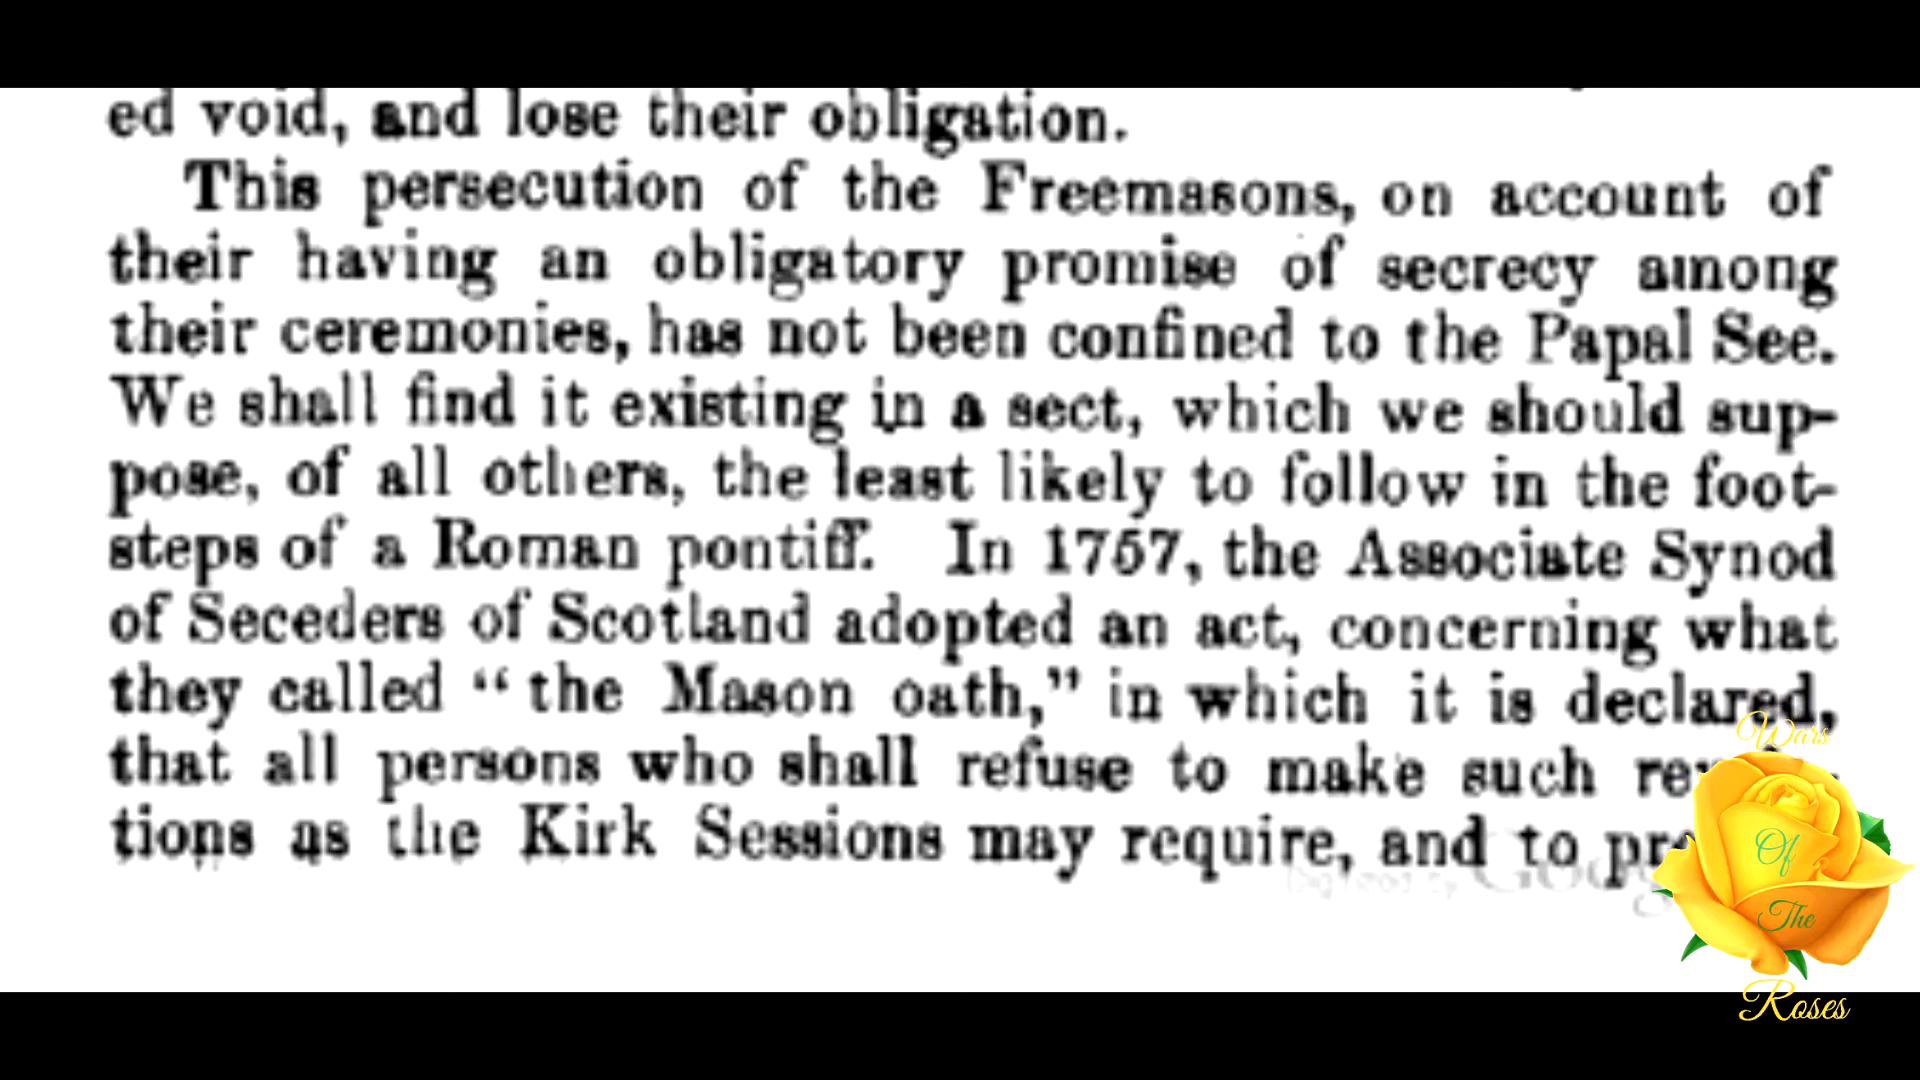 ed void, and lose their obligation.
This persecution of the Freemasons, on account of
their having an obligatory promise of secrecy among
their ceremonies, has not been confined to the Papal See.
We shall find it existing in a sect, which we should sup-
pose, of all others, the least likely to follow in the foot-
steps of a Roman pontiff. In 1757, the Associate Synod
of Seceders of Scotland adopted an act, concerning what
they called “the Mason oath,” in which it is declared,
that all persons who shall refuse to make such
tions as the Kirk Sessions may require, and to
Wars
Of
The
Roses